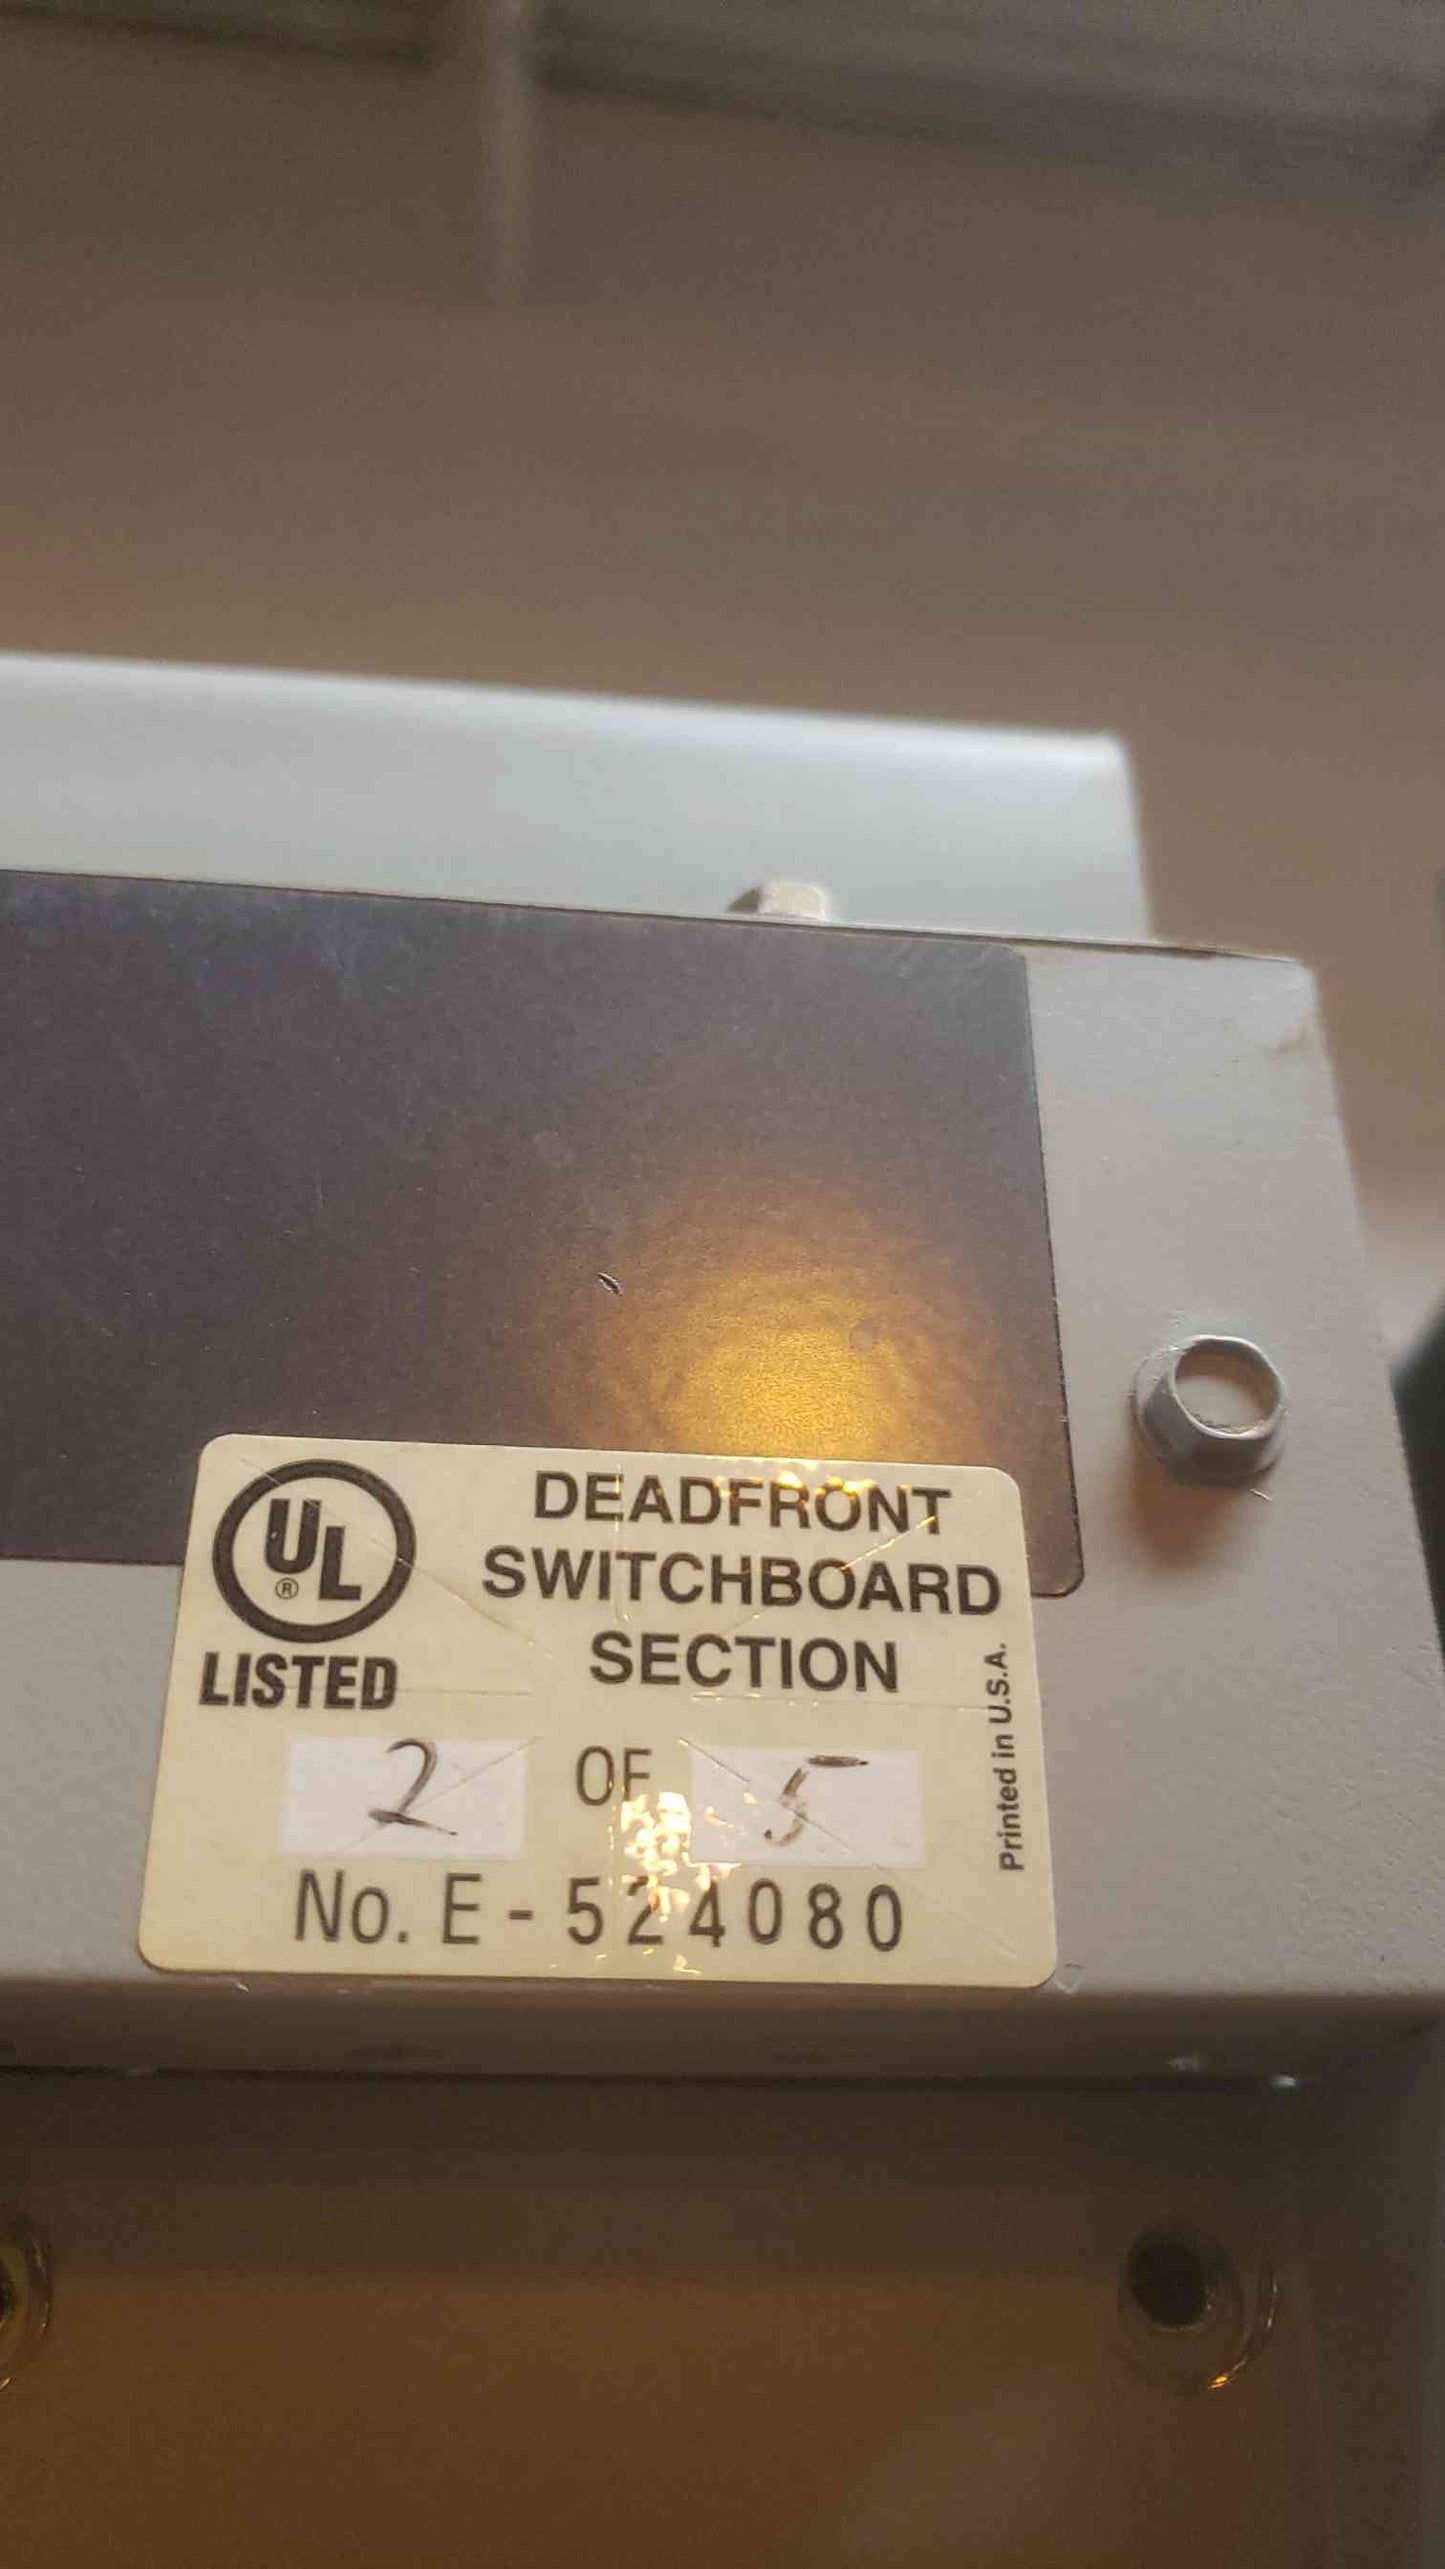 UL ®
LISTED
DEADFRONT
SWITCHBOARD
SECTION
2 OF 5
No. E - 524080
Printed in U.S.A.